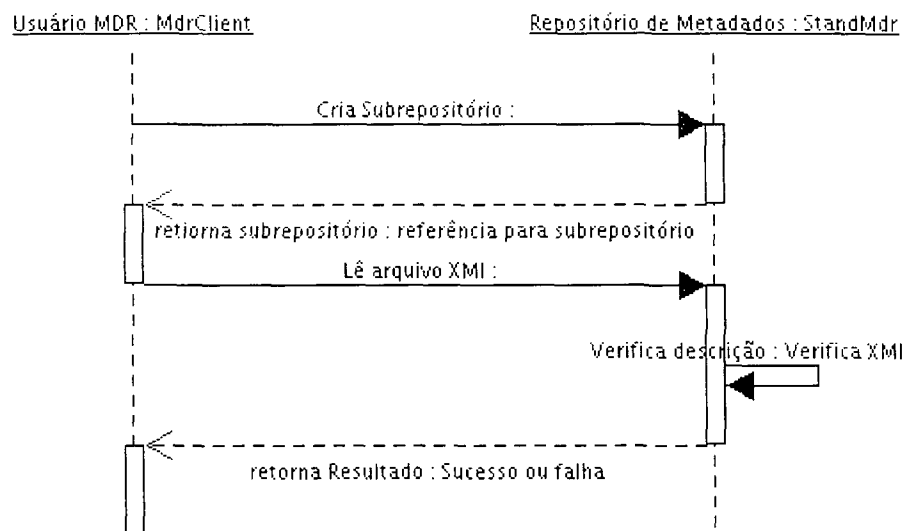 Usuário MDR : MdrClient
Repositório de Metadados : StandMdr
Cria Subrepositório :
retiorna subrepositório : referência para subrepositório
Lê arquivo XMI :
Verifica descrição : Verifica XMI
retorna Resultado : Sucesso ou falha